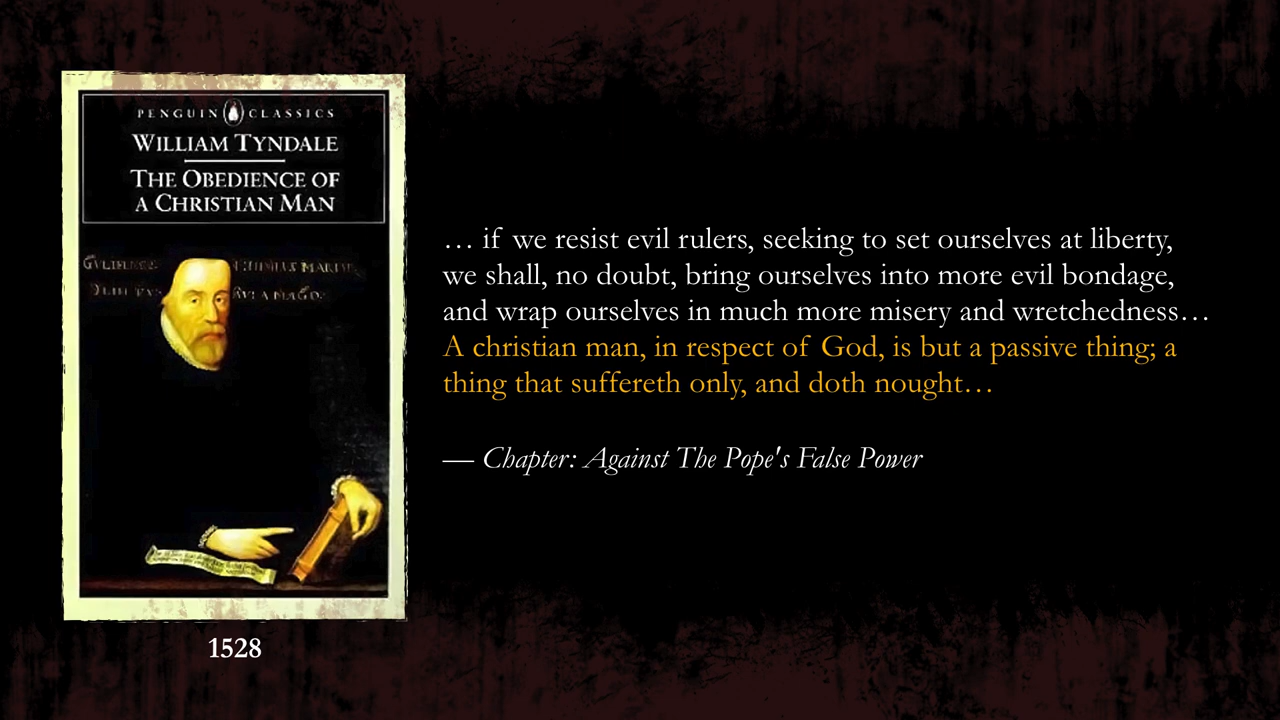 PENGUIN CLASSICS
WILLIAM TYNDALE
THE OBEDIENCE OF
A CHRISTIAN MAN
… if we resist evil rulers, seeking to set ourselves at liberty,
we shall, no doubt, bring ourselves into more evil bondage,
and wrap ourselves in much more misery and wretchedness…
A christian man, in respect of God, is but a passive thing; a
thing that suffereth only, and doth nought…
— Chapter: Against The Pope's False Power
1528